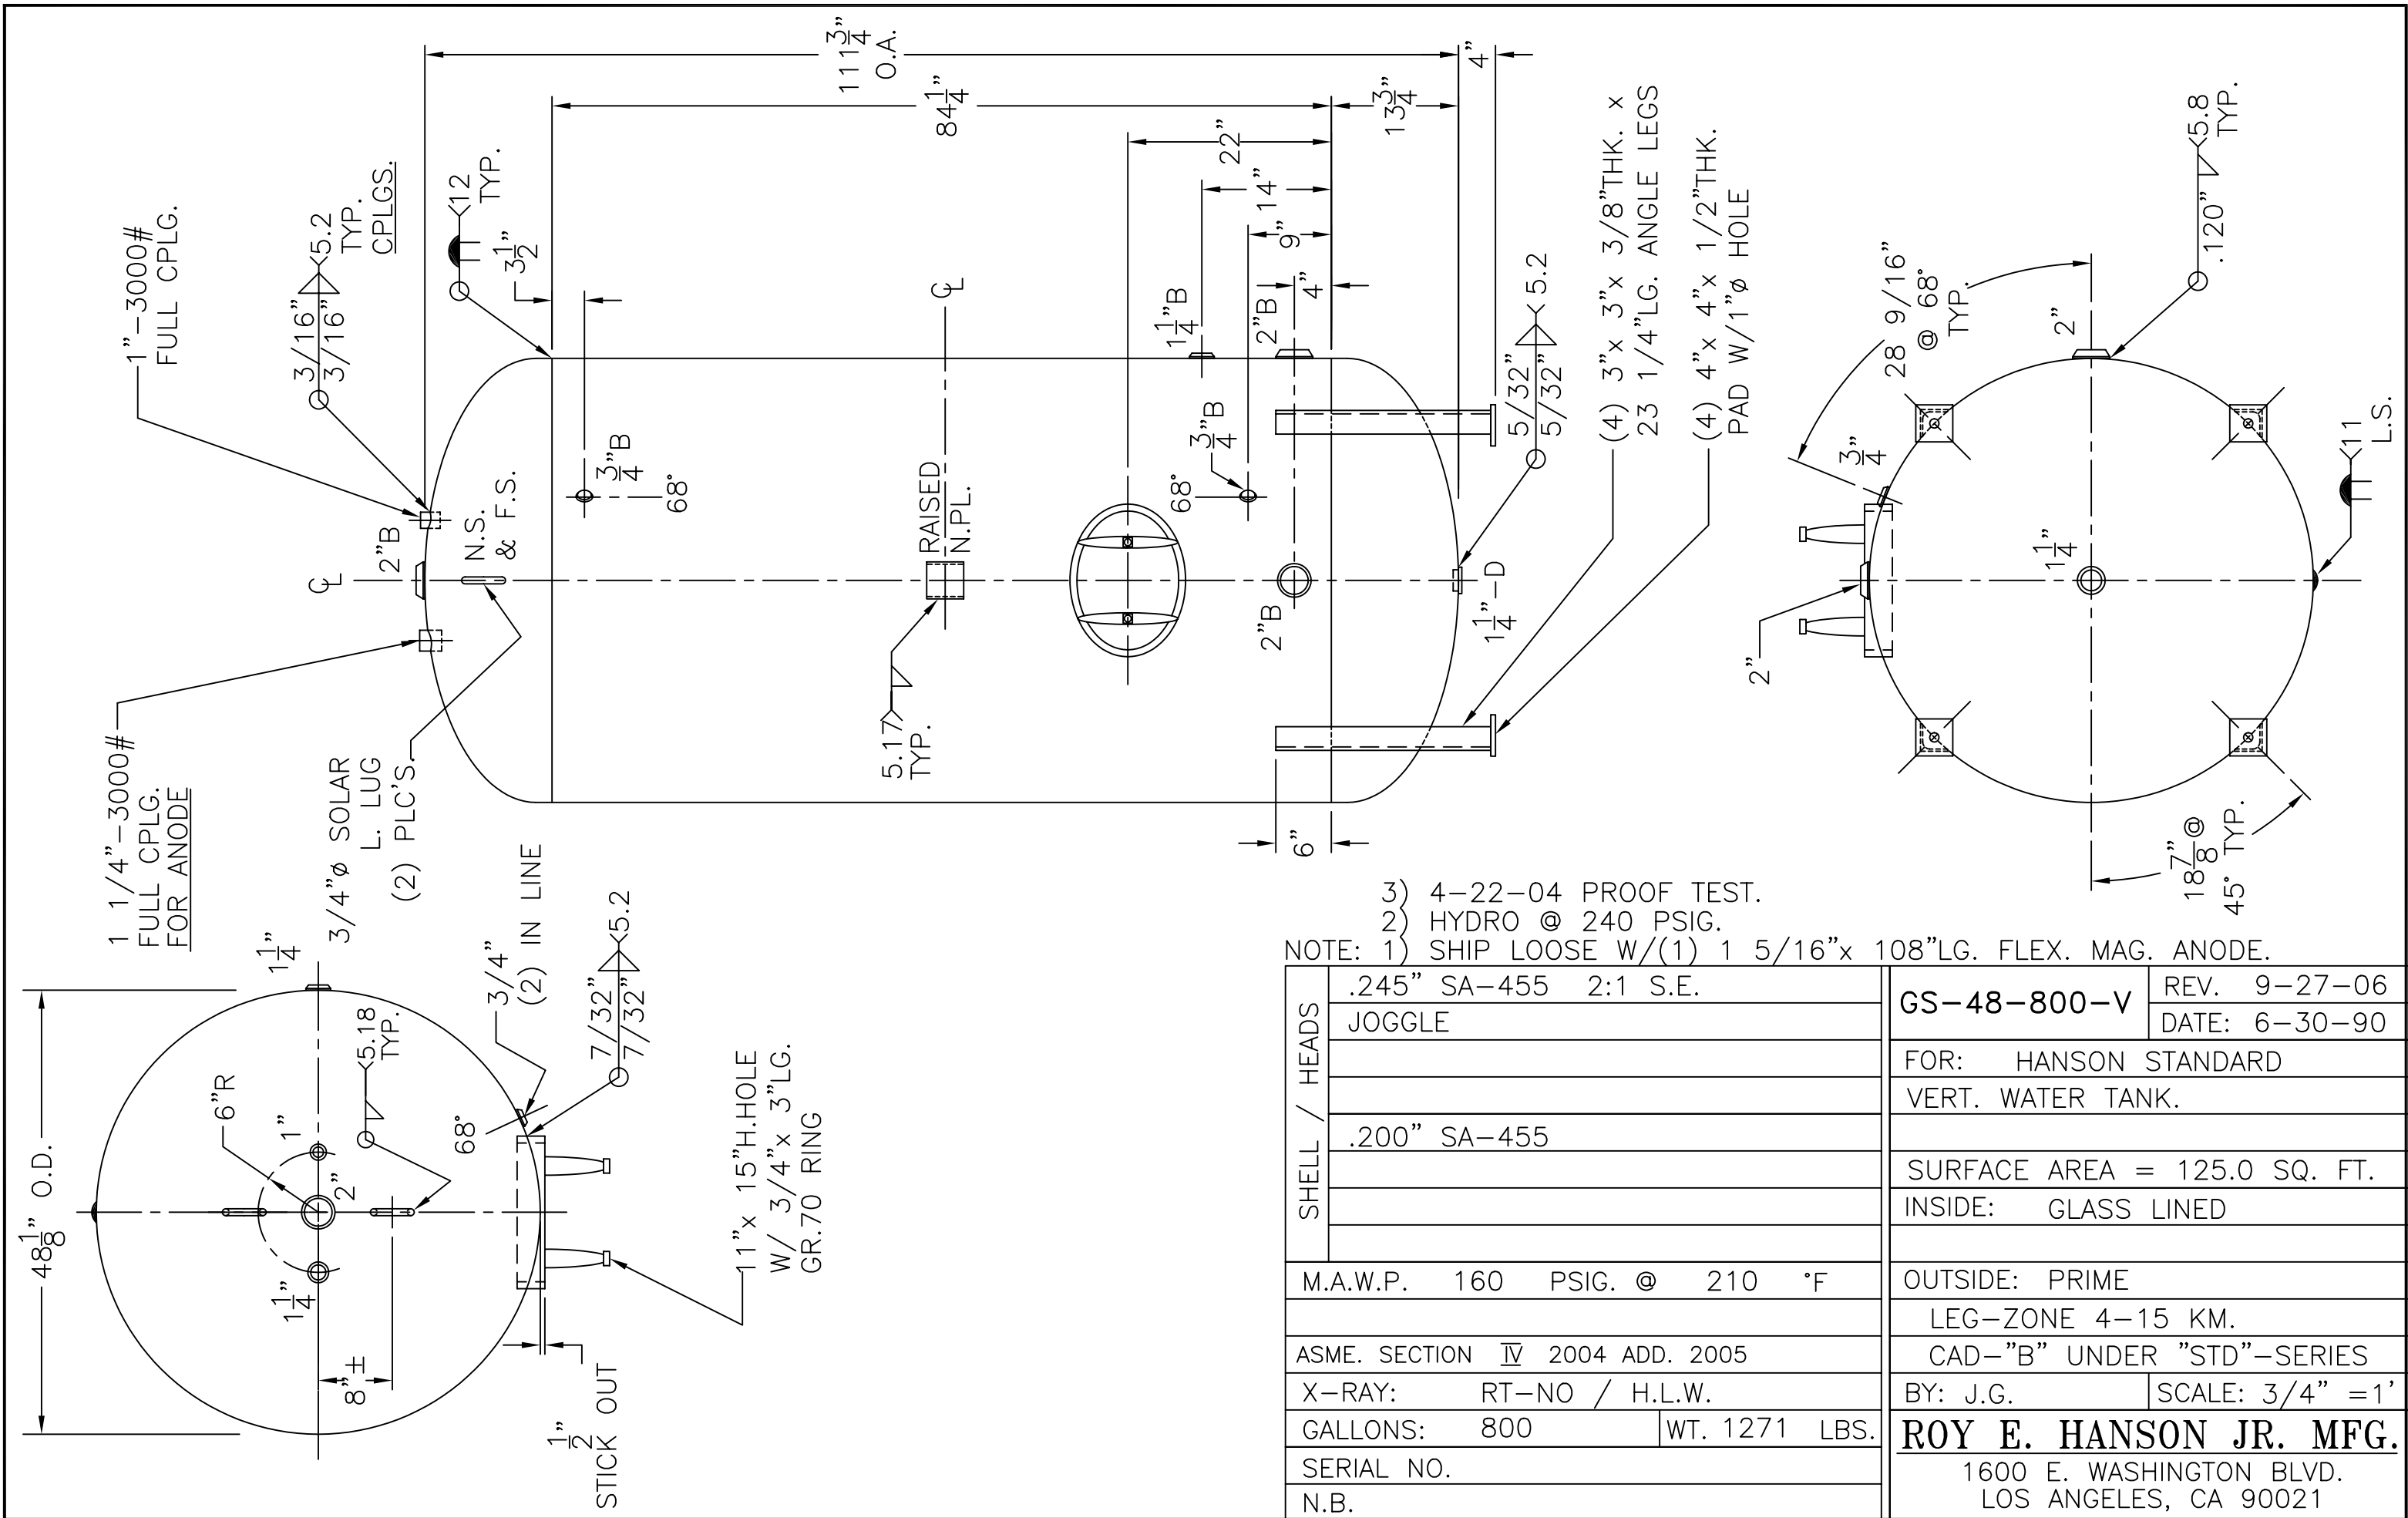 1 1/4"-3000#
FULL CPLG.
FOR ANODE
3/4"ø SOLAR
L. LUG
(2) PLC'S.
1"-3000#
FULL CPLG.
3/16"
3/16"
5.2
TYP.
CPLGS.
12
TYP.
3 1/2"
111 3/4"
O.A.
84 1/4"
22"
14"
9"
4"
13 3/4"
4"
℄
2"B
N.S.
& F.S.
3/4"B
68°
℄
RAISED
N.PL.
5.17
TYP.
1 1/4"B
2"B
3/4"B
68°
2"B
1 1/4"-D
6"
5/32"
5/32"
5.2
(4) 3"x 3"x 3/8"THK. x
23 1/4"LG. ANGLE LEGS
(4) 4"x 4"x 1/2"THK.
PAD W/1"ø HOLE
48 1/8" O.D.
1 1/4"
5.18
TYP.
6"R
1"
2"
1 1/4"
68°
8"±
1/2"
STICK OUT
3/4"
(2) IN LINE
7/32"
7/32"
5.2
11"x 15"H.HOLE
W/ 3/4"x 3"LG.
GR.70 RING
28 9/16"
@ 68°
TYP.
2"
.120"
5.8
TYP.
3/4
1 1/4"
2"
11
L.S.
18 7/8"@
45° TYP.
3) 4-22-04 PROOF TEST.
2) HYDRO @ 240 PSIG.
NOTE: 1) SHIP LOOSE W/(1) 1 5/16"x 108"LG. FLEX. MAG. ANODE.
SHELL / HEADS
.245" SA-455 2:1 S.E.
JOGGLE
.200" SA-455
M.A.W.P. 160 PSIG. @ 210 °F
ASME. SECTION IV 2004 ADD. 2005
X-RAY: RT-NO / H.L.W.
GALLONS: 800 WT. 1271 LBS.
SERIAL NO.
N.B.
GS-48-800-V
REV. 9-27-06
DATE: 6-30-90
FOR: HANSON STANDARD
VERT. WATER TANK.
SURFACE AREA = 125.0 SQ. FT.
INSIDE: GLASS LINED
OUTSIDE: PRIME
LEG-ZONE 4-15 KM.
CAD-"B" UNDER "STD"-SERIES
BY: J.G. SCALE: 3/4" =1'
ROY E. HANSON JR. MFG.
1600 E. WASHINGTON BLVD.
LOS ANGELES, CA 90021